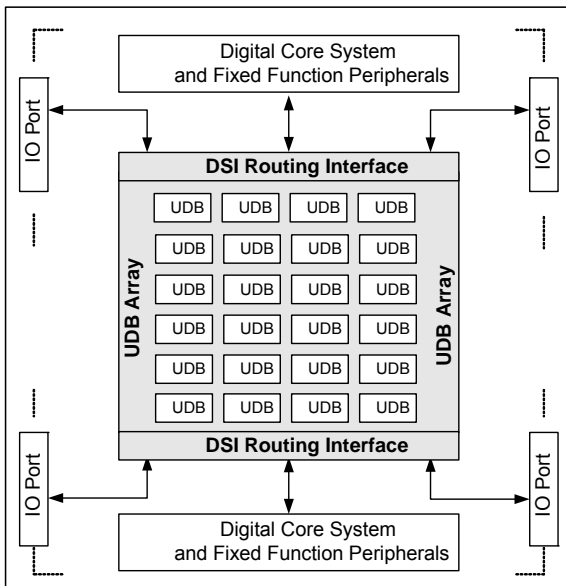 Digital Core System
and Fixed Function Peripherals
IO Port
IO Port
DSI Routing Interface
UDB UDB UDB UDB
UDB UDB UDB UDB
UDB Array
UDB Array
UDB UDB UDB UDB
UDB UDB UDB UDB
UDB UDB UDB UDB
UDB UDB UDB UDB
DSI Routing Interface
IO Port
IO Port
Digital Core System
and Fixed Function Peripherals